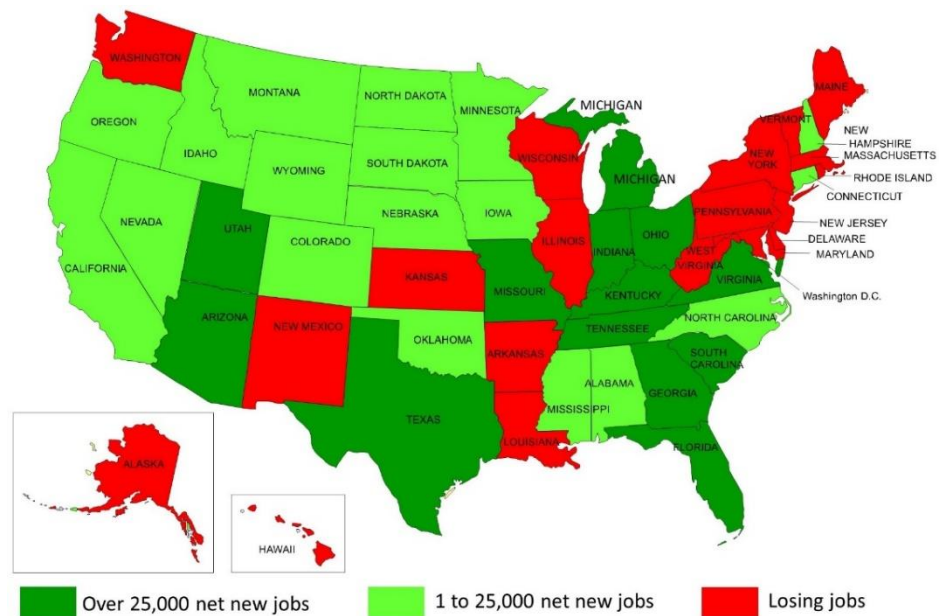 WASHINGTON
OREGON
IDAHO
MONTANA
WYOMING
NORTH DAKOTA
SOUTH DAKOTA
NEBRASKA
MINNESOTA
IOWA
MICHIGAN
WISCONSIN
MICHIGAN
MAINE
VERMONT
NEW
HAMPSHIRE
MASSACHUSETTS
NEW
YORK
RHODE ISLAND
CONNECTICUT
PENNSYLVANIA
NEW JERSEY
DELAWARE
MARYLAND
Washington D.C.
CALIFORNIA
NEVADA
UTAH
COLORADO
KANSAS
MISSOURI
ILLINOIS
INDIANA
OHIO
WEST
VIRGINIA
VIRGINIA
KENTUCKY
ARIZONA
NEW MEXICO
OKLAHOMA
ARKANSAS
TENNESSEE
NORTH CAROLINA
SOUTH
CAROLINA
TEXAS
LOUISIANA
MISSISSIPPI
ALABAMA
GEORGIA
FLORIDA
ALASKA
HAWAII
Over 25,000 net new jobs
1 to 25,000 net new jobs
Losing jobs